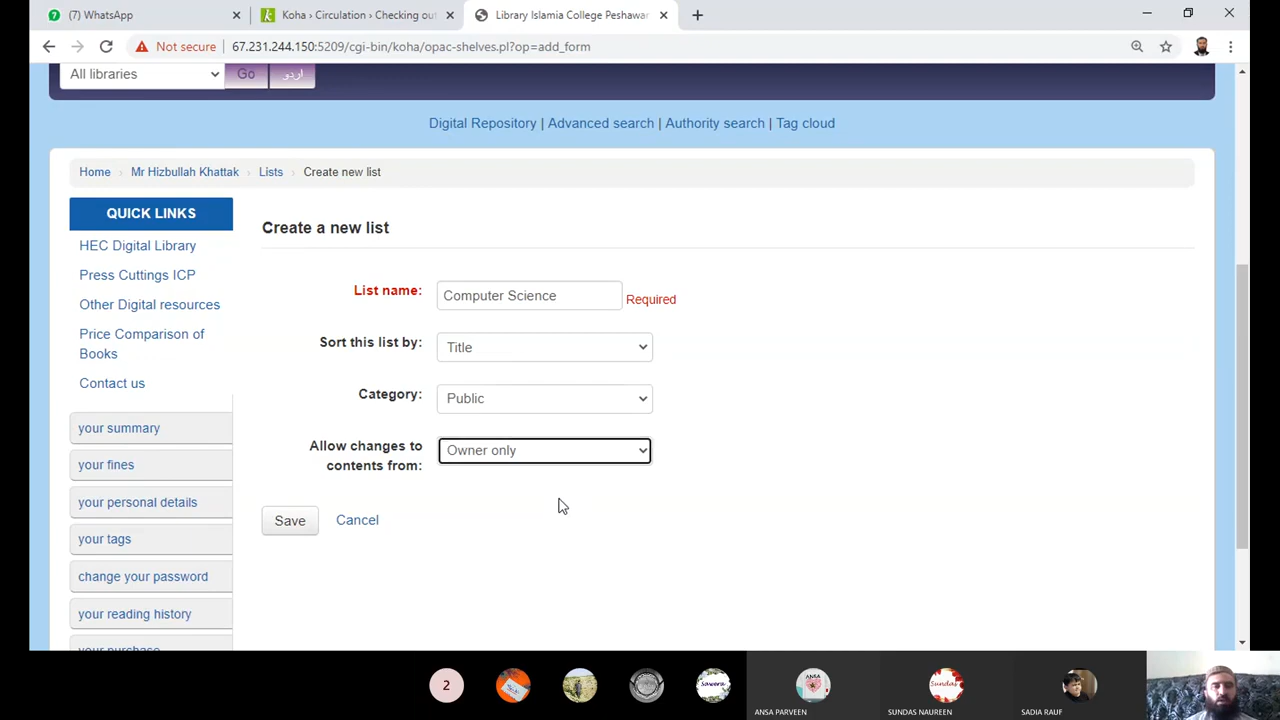 (7) WhatsApp
Koha › Circulation › Checking out
Library Islamia College Peshawar
Not secure
67.231.244.150:5209/cgi-bin/koha/opac-shelves.pl?op=add_form
All libraries
Go
اردو
Digital Repository | Advanced search | Authority search | Tag cloud
Home › Mr Hizbullah Khattak › Lists › Create new list
QUICK LINKS
HEC Digital Library
Press Cuttings ICP
Other Digital resources
Price Comparison of
Books
Contact us
your summary
your fines
your personal details
your tags
change your password
your reading history
your purchase
Create a new list
List name: Computer Science Required
Sort this list by: Title
Category: Public
Allow changes to
contents from: Owner only
Save Cancel
2
Sawera
ANSA
Sundas
ANSA PARVEEN
SUNDAS NAUREEN
SADIA RAUF